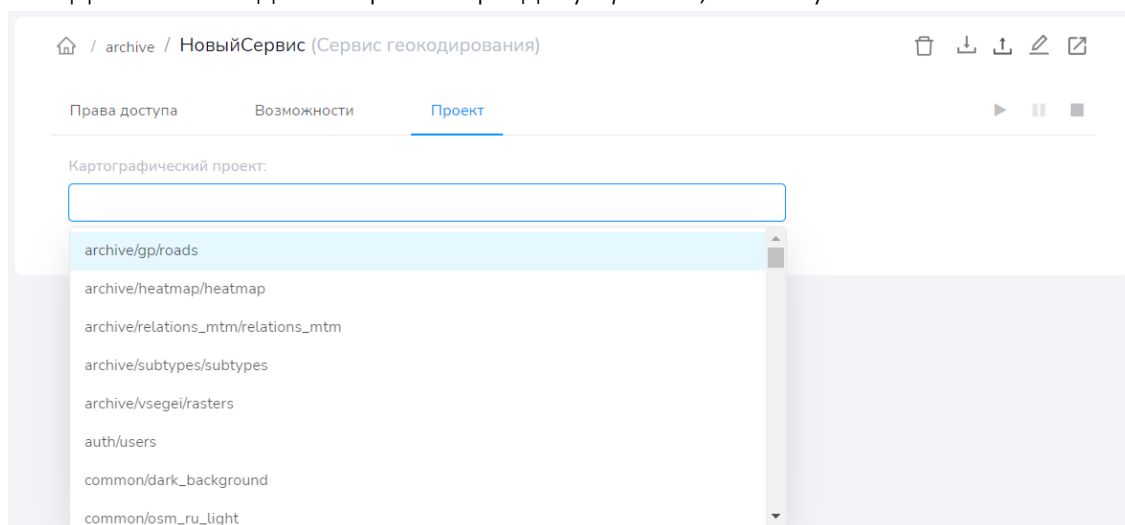 / archive / НовыйСервис (Сервис геокодирования)
Права доступа Возможности Проект
Картографический проект:
archive/gp/roads
archive/heatmap/heatmap
archive/relations_mtm/relations_mtm
archive/subtypes/subtypes
archive/vsegei/rasters
auth/users
common/dark_background
common/osm_ru_light